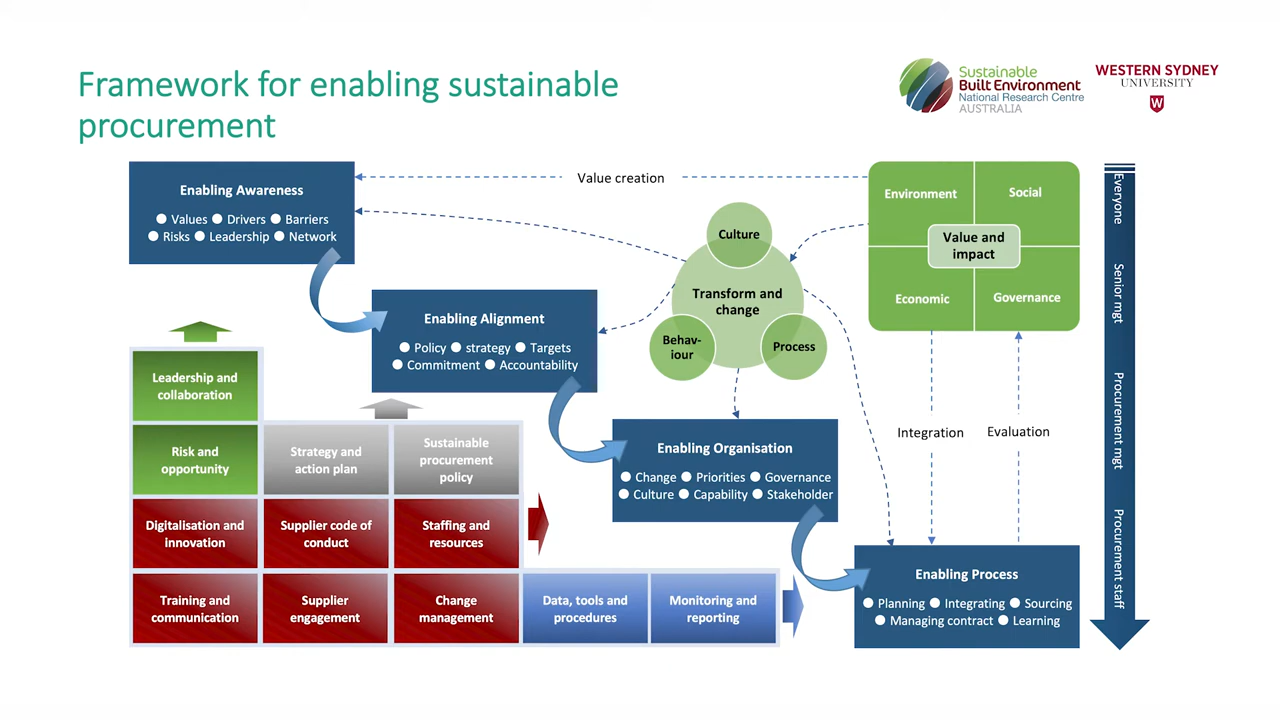 Framework for enabling sustainable
procurement
Sustainable
Built Environment
National Research Centre
AUSTRALIA
WESTERN SYDNEY
UNIVERSITY
W
Enabling Awareness
Values Drivers Barriers
Risks Leadership Network
Value creation
Environment
Social
Value and
impact
Economic
Governance
Culture
Transform and
change
Behav-
iour
Process
Everyone
Senior mgt
Procurement mgt
Procurement staff
Enabling Alignment
Policy strategy Targets
Commitment Accountability
Enabling Organisation
Change Priorities Governance
Culture Capability Stakeholder
Integration
Evaluation
Enabling Process
Planning Integrating Sourcing
Managing contract Learning
Leadership and
collaboration
Risk and
opportunity
Strategy and
action plan
Sustainable
procurement
policy
Digitalisation and
innovation
Supplier code of
conduct
Staffing and
resources
Training and
communication
Supplier
engagement
Change
management
Data, tools and
procedures
Monitoring and
reporting